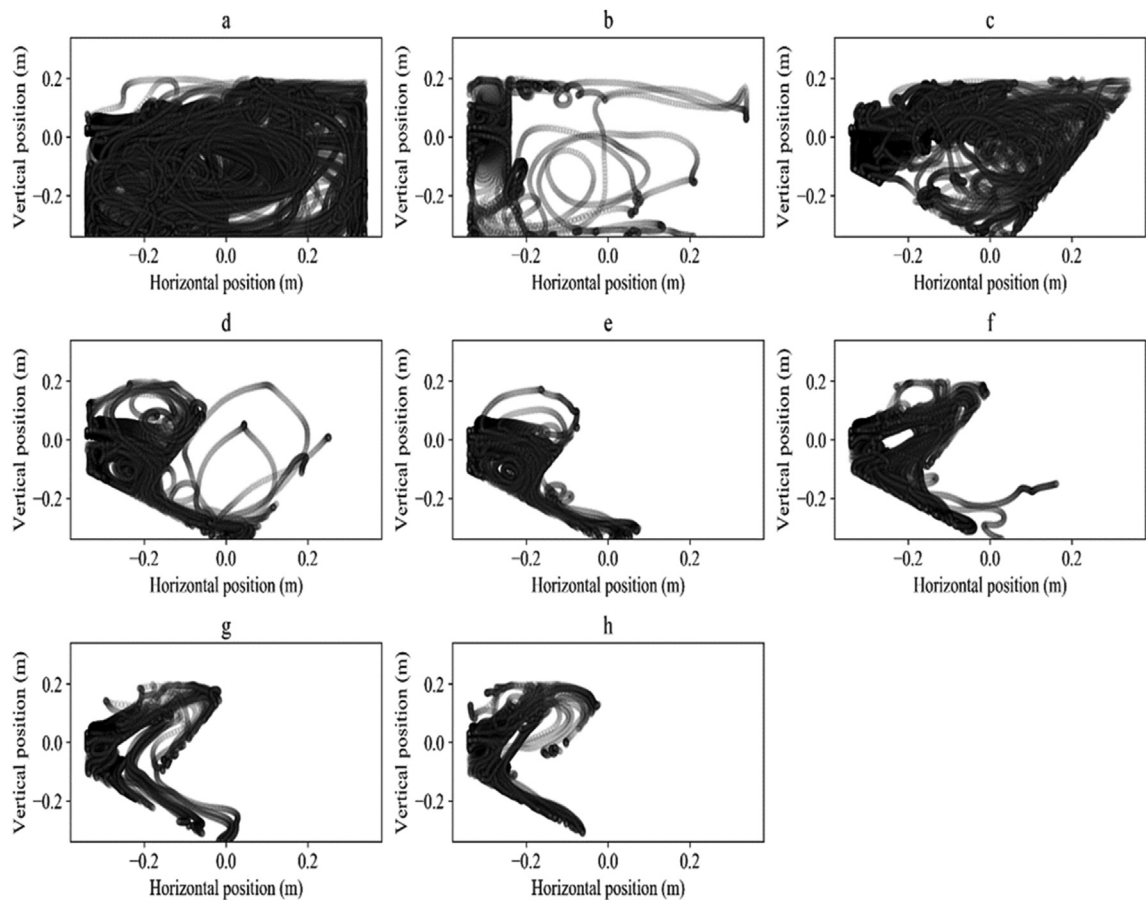 a b c
Vertical position (m) 0.2 0.0 −0.2 Vertical position (m) 0.2 0.0 −0.2 Vertical position (m) 0.2 0.0 −0.2
−0.2 0.0 0.2 −0.2 0.0 0.2 −0.2 0.0 0.2
Horizontal position (m) Horizontal position (m) Horizontal position (m)
d e f
Vertical position (m) 0.2 0.0 −0.2 Vertical position (m) 0.2 0.0 −0.2 Vertical position (m) 0.2 0.0 −0.2
−0.2 0.0 0.2 −0.2 0.0 0.2 −0.2 0.0 0.2
Horizontal position (m) Horizontal position (m) Horizontal position (m)
g h
Vertical position (m) 0.2 0.0 −0.2 Vertical position (m) 0.2 0.0 −0.2
−0.2 0.0 0.2 −0.2 0.0 0.2
Horizontal position (m) Horizontal position (m)